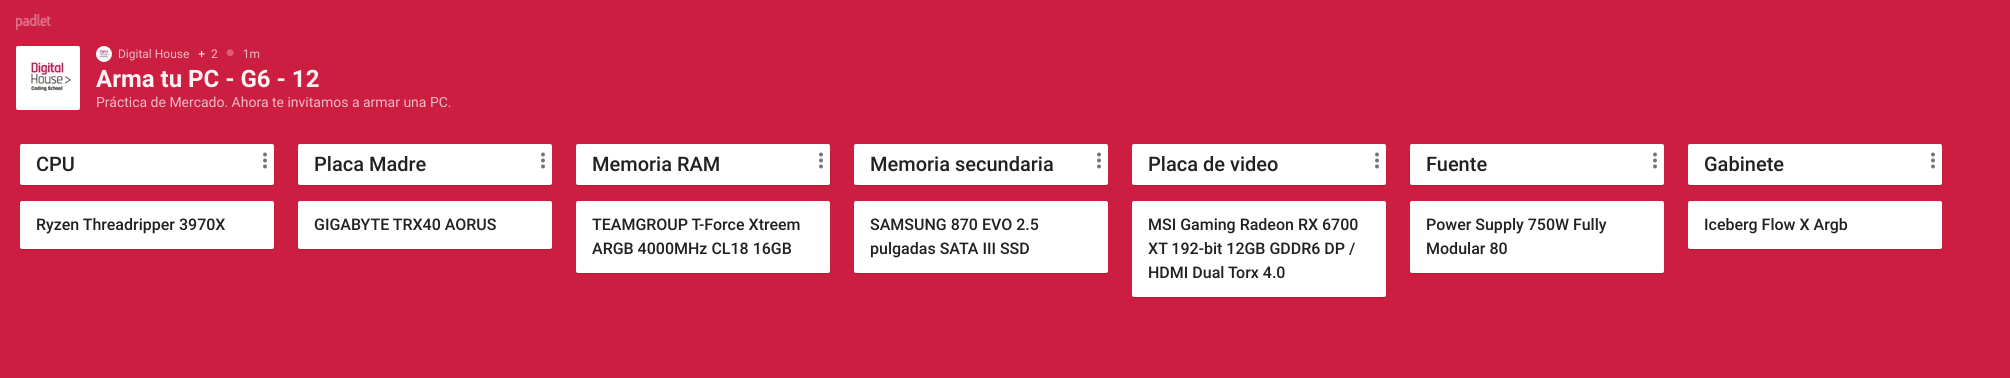 padlet
Digital
House>
Coding School
Digital House + 2 1m
Arma tu PC - G6 - 12
Práctica de Mercado. Ahora te invitamos a armar una PC.
CPU
Ryzen Threadripper 3970X
Placa Madre
GIGABYTE TRX40 AORUS
Memoria RAM
TEAMGROUP T-Force Xtreem
ARGB 4000MHz CL18 16GB
Memoria secundaria
SAMSUNG 870 EVO 2.5
pulgadas SATA III SSD
Placa de video
MSI Gaming Radeon RX 6700
XT 192-bit 12GB GDDR6 DP /
HDMI Dual Torx 4.0
Fuente
Power Supply 750W Fully
Modular 80
Gabinete
Iceberg Flow X Argb